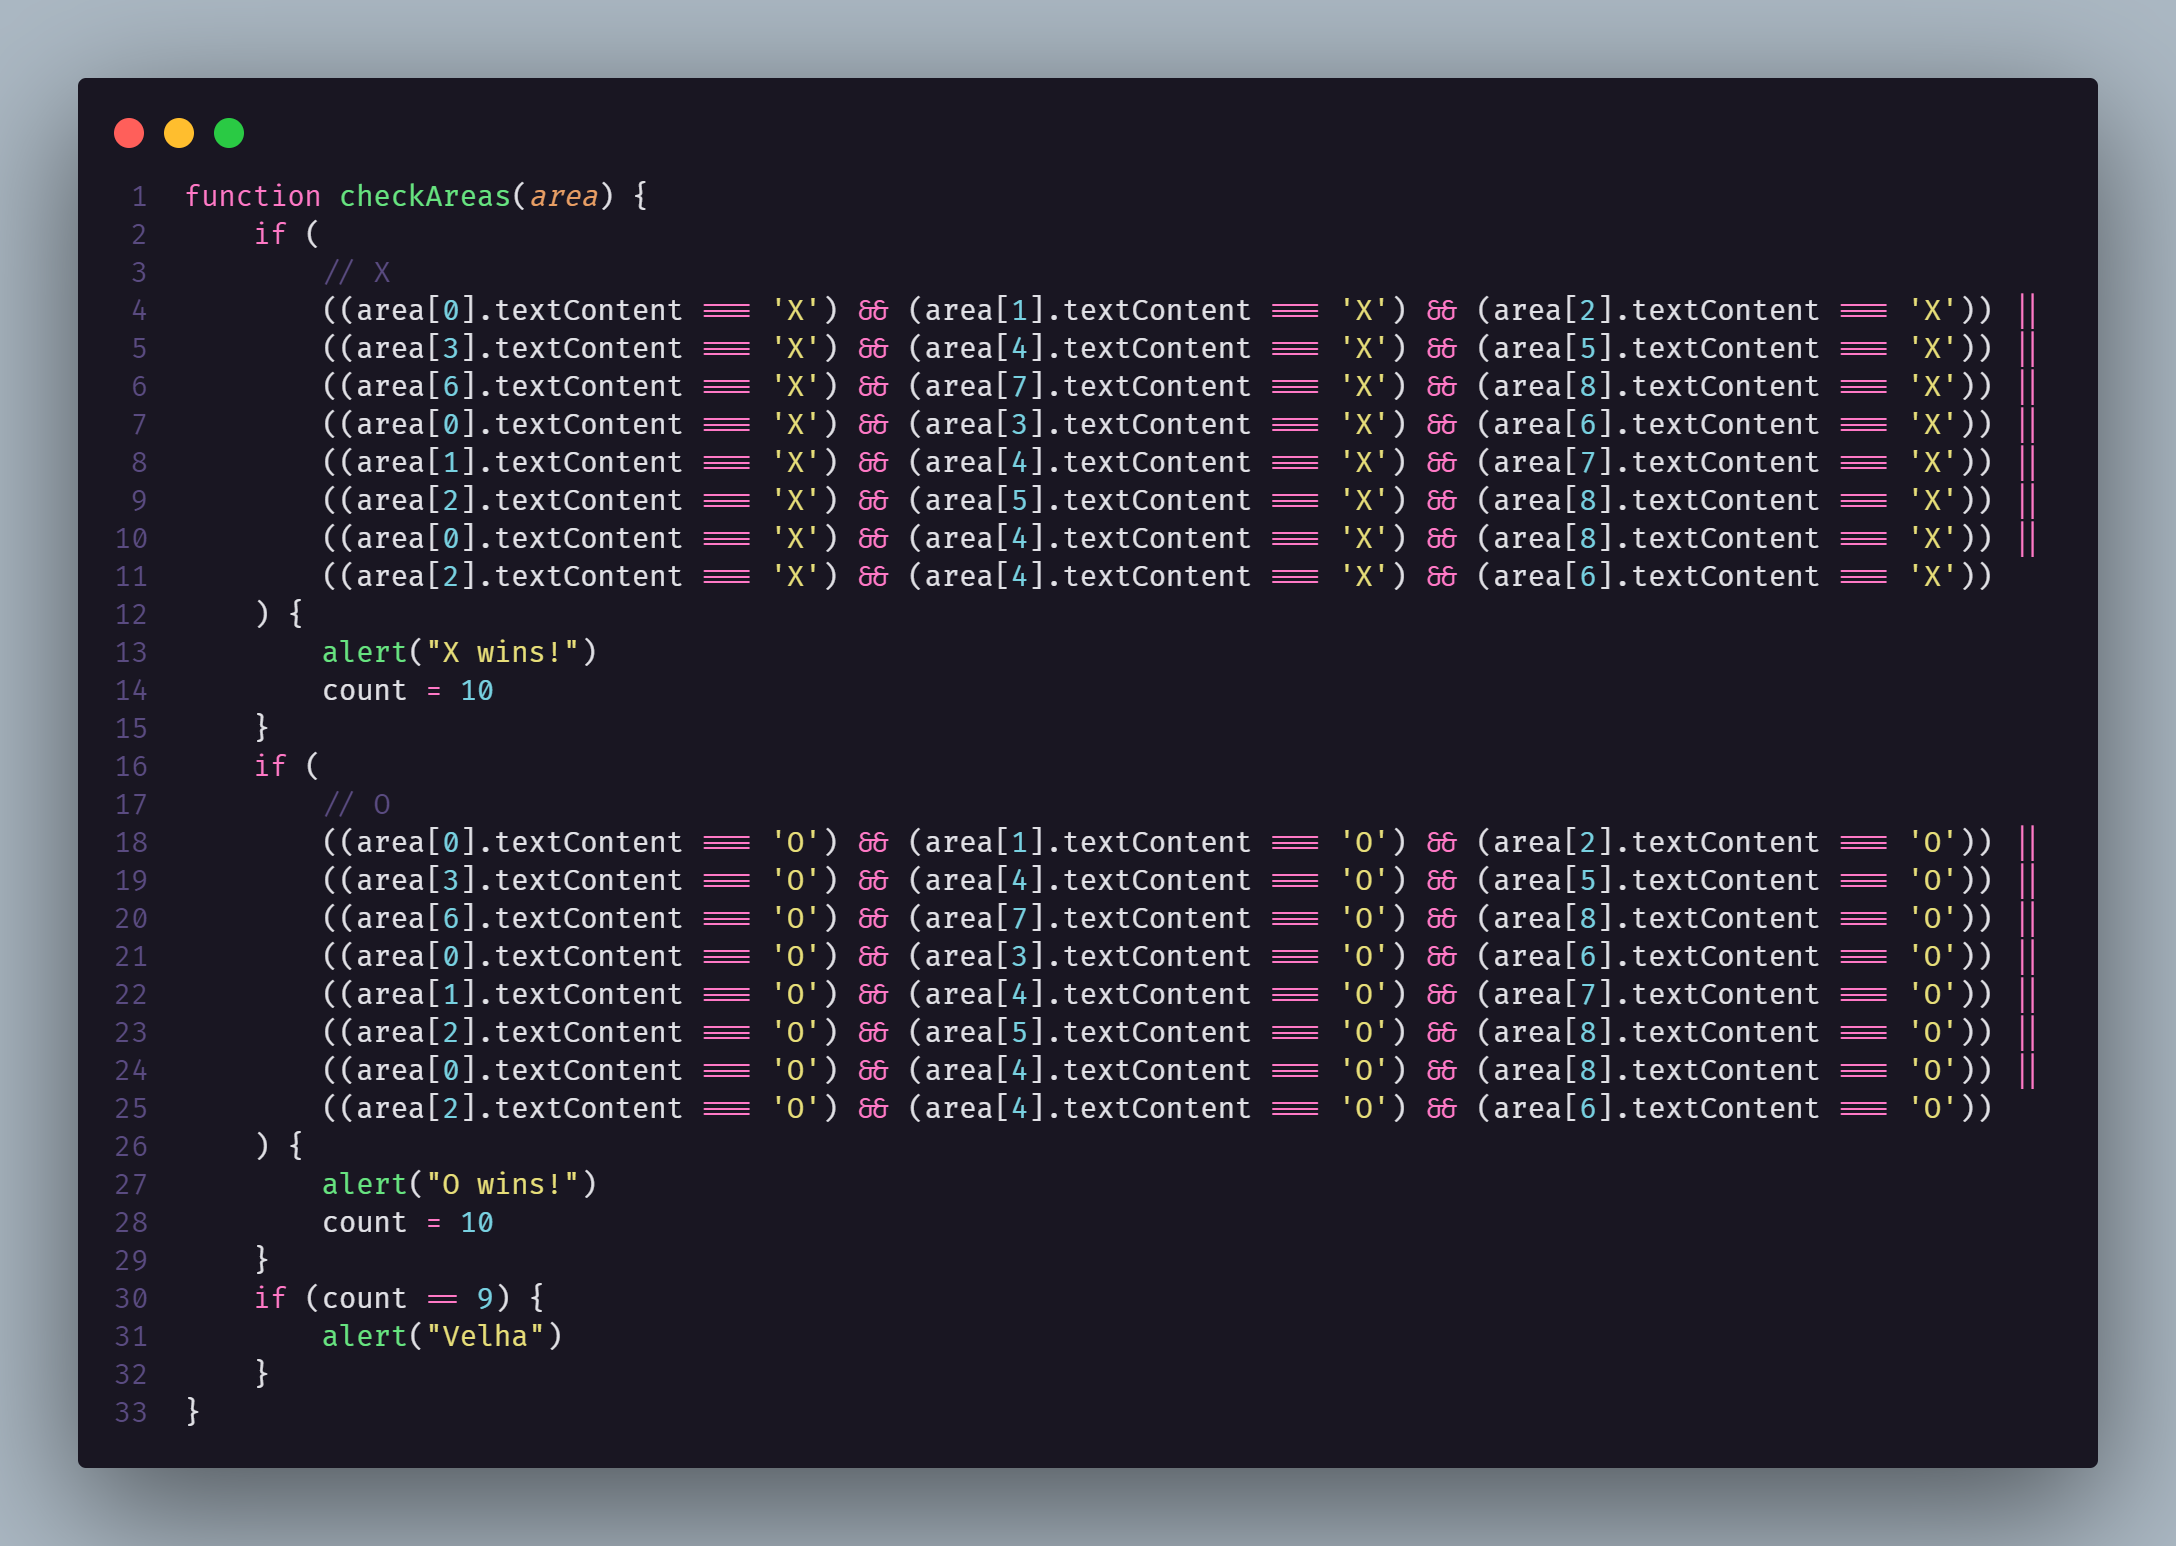 1 function checkAreas(area) {
2 if (
3 // X
4 ((area[0].textContent === 'X') && (area[1].textContent === 'X') && (area[2].textContent === 'X')) ||
5 ((area[3].textContent === 'X') && (area[4].textContent === 'X') && (area[5].textContent === 'X')) ||
6 ((area[6].textContent === 'X') && (area[7].textContent === 'X') && (area[8].textContent === 'X')) ||
7 ((area[0].textContent === 'X') && (area[3].textContent === 'X') && (area[6].textContent === 'X')) ||
8 ((area[1].textContent === 'X') && (area[4].textContent === 'X') && (area[7].textContent === 'X')) ||
9 ((area[2].textContent === 'X') && (area[5].textContent === 'X') && (area[8].textContent === 'X')) ||
10 ((area[0].textContent === 'X') && (area[4].textContent === 'X') && (area[8].textContent === 'X')) ||
11 ((area[2].textContent === 'X') && (area[4].textContent === 'X') && (area[6].textContent === 'X'))
12 ) {
13 alert("X wins!")
14 count = 10
15 }
16 if (
17 // O
18 ((area[0].textContent === 'O') && (area[1].textContent === 'O') && (area[2].textContent === 'O')) ||
19 ((area[3].textContent === 'O') && (area[4].textContent === 'O') && (area[5].textContent === 'O')) ||
20 ((area[6].textContent === 'O') && (area[7].textContent === 'O') && (area[8].textContent === 'O')) ||
21 ((area[0].textContent === 'O') && (area[3].textContent === 'O') && (area[6].textContent === 'O')) ||
22 ((area[1].textContent === 'O') && (area[4].textContent === 'O') && (area[7].textContent === 'O')) ||
23 ((area[2].textContent === 'O') && (area[5].textContent === 'O') && (area[8].textContent === 'O')) ||
24 ((area[0].textContent === 'O') && (area[4].textContent === 'O') && (area[8].textContent === 'O')) ||
25 ((area[2].textContent === 'O') && (area[4].textContent === 'O') && (area[6].textContent === 'O'))
26 ) {
27 alert("O wins!")
28 count = 10
29 }
30 if (count == 9) {
31 alert("Velha")
32 }
33 }